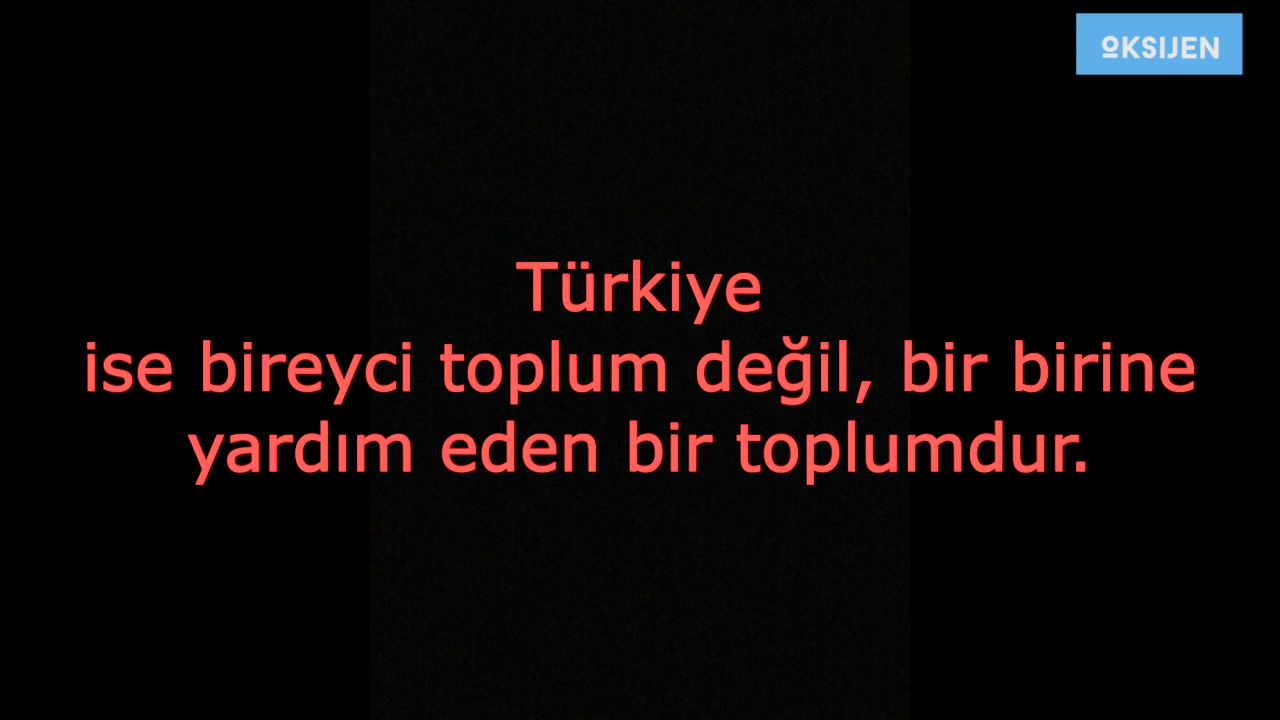 OKSIJEN
Türkiye
ise bireyci toplum değil, bir birine
yardım eden bir toplumdur.